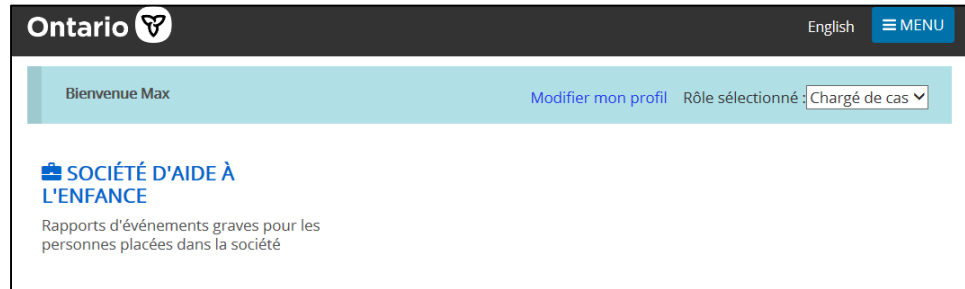 Ontario
English
MENU
Bienvenue Max
Modifier mon profil
Rôle sélectionné :
Chargé de cas
SOCIÉTÉ D'AIDE À
L'ENFANCE
Rapports d'événements graves pour les
personnes placées dans la société